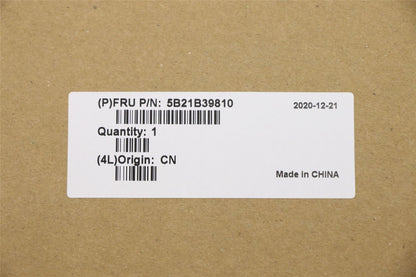 (P)FRU P/N: 5B21B39810 2020-12-21
Quantity: 1
(4L)Origin: CN
Made in CHINA